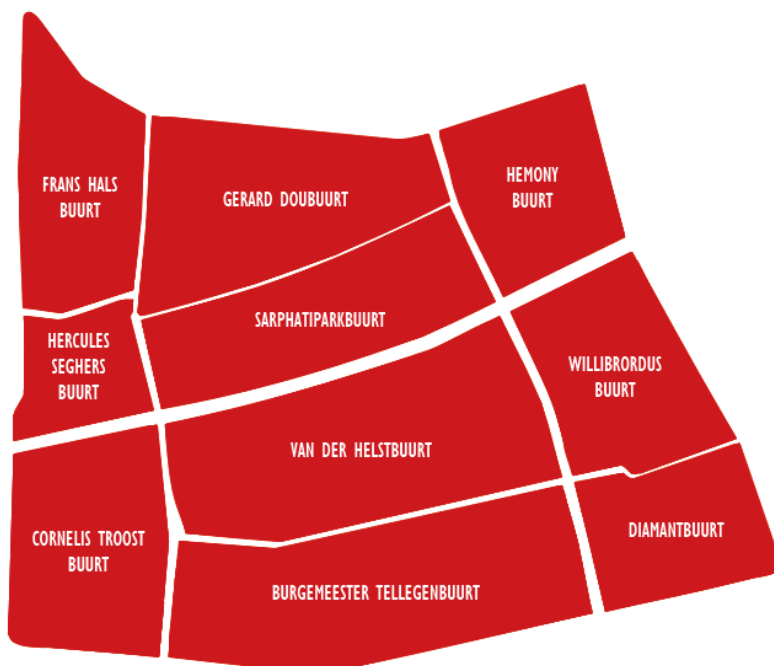 FRANS HALS
BUURT
GERARD DOUBUURT
HEMONY
BUURT
SARPHATIPARKBUURT
HERCULES
SEGHERS
BUURT
WILLIBRORDUS
BUURT
VAN DER HELSTBUURT
CORNELIS TROOST
BUURT
DIAMANTBUURT
BURGEMEESTER TELLEGENBUURT